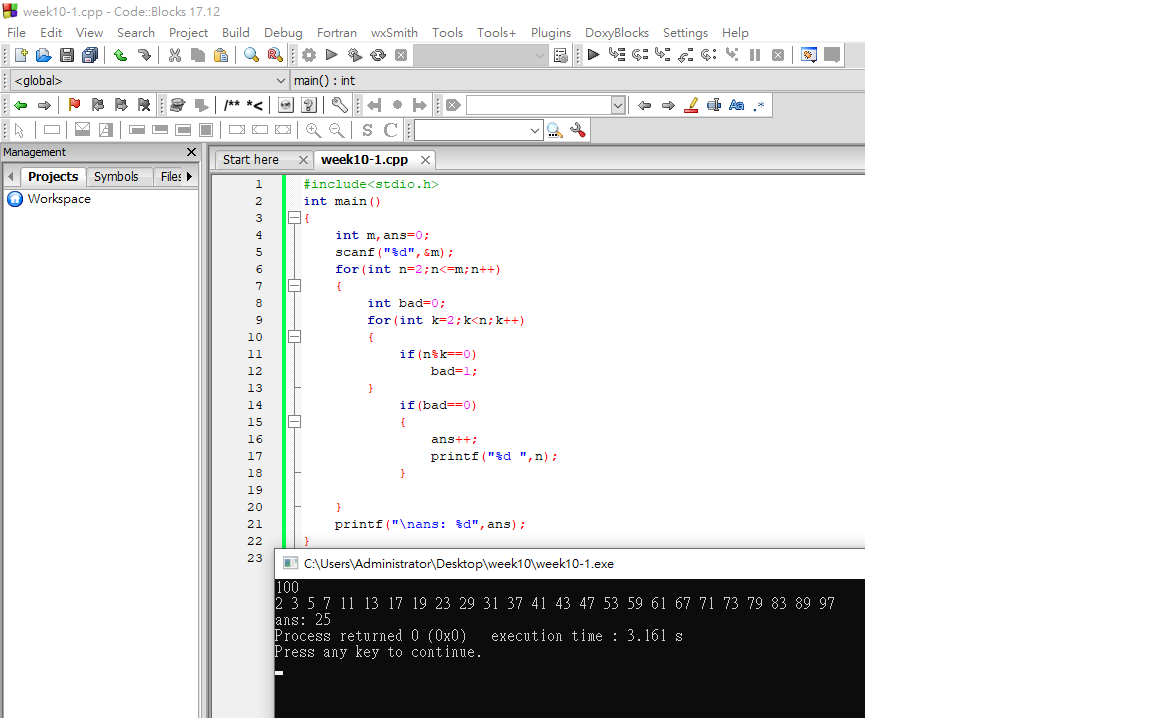 week10-1.cpp - Code::Blocks 17.12
File Edit View Search Project Build Debug Fortran wxSmith Tools Tools+ Plugins DoxyBlocks Settings Help
<global> main() : int
/** *<
S C
Management
Projects Symbols Files
Workspace
Start here week10-1.cpp
1 #include<stdio.h>
2 int main()
3 {
4     int m,ans=0;
5     scanf("%d",&m);
6     for(int n=2;n<=m;n++)
7     {
8         int bad=0;
9         for(int k=2;k<n;k++)
10         {
11             if(n%k==0)
12                 bad=1;
13         }
14             if(bad==0)
15             {
16                 ans++;
17                 printf("%d ",n);
18             }
19
20     }
21     printf("\nans: %d",ans);
22 }
23
C:\Users\Administrator\Desktop\week10\week10-1.exe
100
2 3 5 7 11 13 17 19 23 29 31 37 41 43 47 53 59 61 67 71 73 79 83 89 97
ans: 25
Process returned 0 (0x0)   execution time : 3.161 s
Press any key to continue.